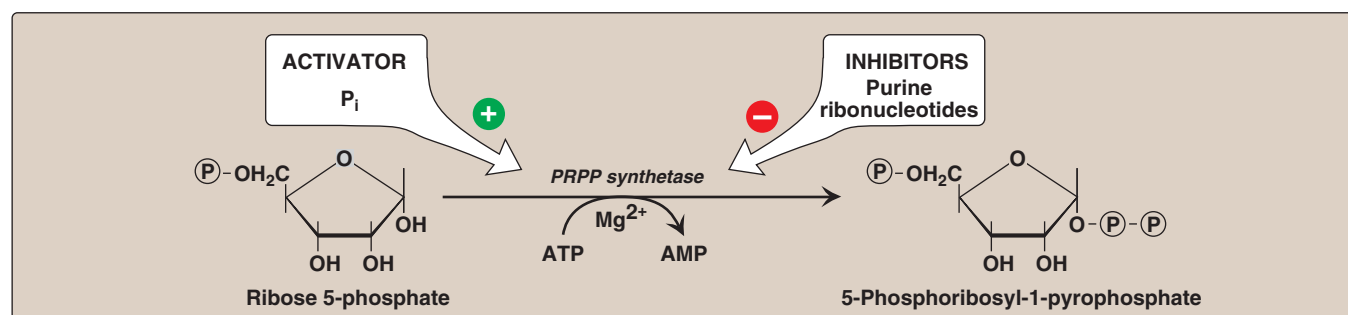 ACTIVATOR
Pi
+
INHIBITORS
Purine
ribonucleotides
–
P-OH2C
O
OH
OH OH
Ribose 5-phosphate
PRPP synthetase
Mg2+
ATP
AMP
P-OH2C
O
O-P-P
OH OH
5-Phosphoribosyl-1-pyrophosphate